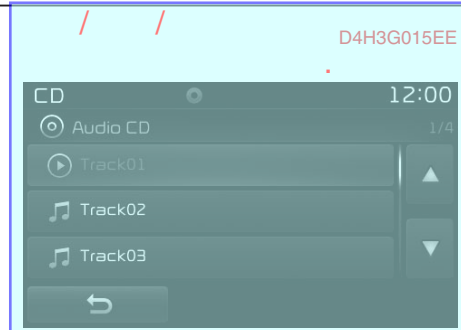 / /
D4H3G015EE
.
CD 12:00
Audio CD 1/4
Track01
Track02
Track03